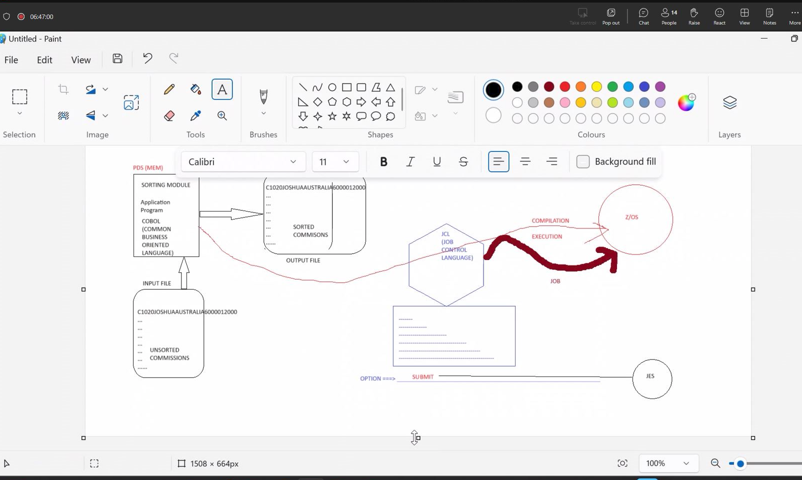 06:47:00
Take control
Pop out
Chat
People
14
Raise
React
View
Notes
More
Untitled - Paint
File
Edit
View
Selection
Image
Tools
Brushes
Shapes
Colours
Layers
Calibri
11
B
I
U
S
Background fill
PDS (MEM)
SORTING MODULE
Application
Program
COBOL
(COMMON
BUSINESS
ORIENTED
LANGUAGE)
C1020JOSHUAAUSTRALIA6000012000
...
...
...
...
...
......
SORTED
COMMISONS
OUTPUT FILE
INPUT FILE
C1020JOSHUAAUSTRALIA6000012000
...
...
...
...
...
......
UNSORTED
COMMISSIONS
JCL
(JOB
CONTROL
LANGUAGE)
COMPILATION
EXECUTION
Z/OS
JOB
OPTION ===>
SUBMIT
JES
1508 × 664px
100%